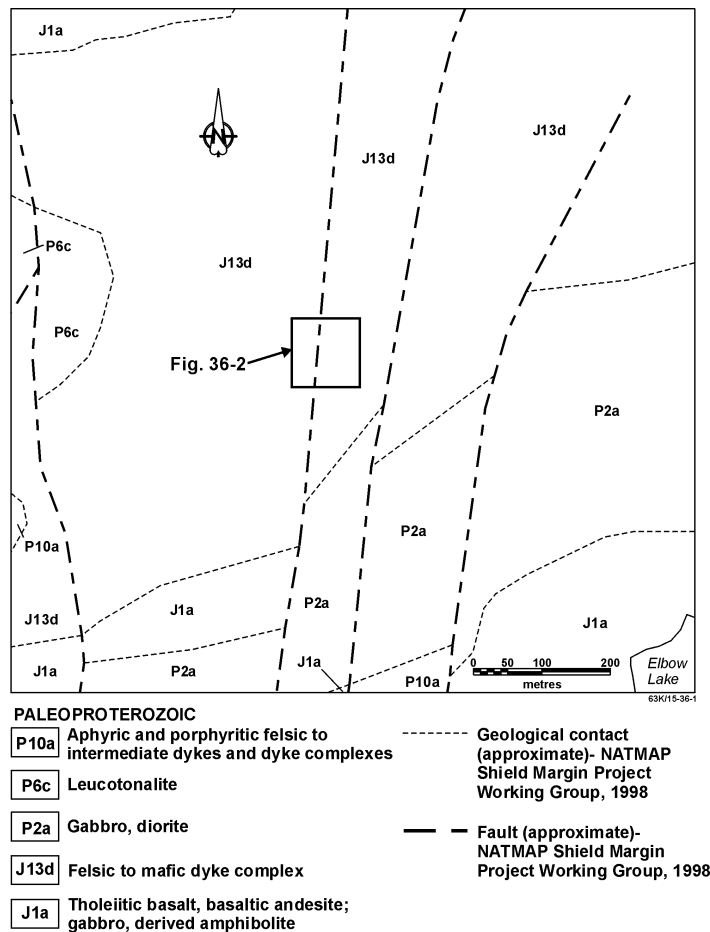 J1a
N
J13d
J13d
P6c
J13d
P6c
Fig. 36-2
P2a
P2a
P10a
J13d
J1a
P2a
J1a
J1a
P2a
J1a
P10a
0 50 100 200
metres
Elbow
Lake
63K/15-36-1
PALEOPROTEROZOIC
P10a Aphyric and porphyritic felsic to
intermediate dykes and dyke complexes
P6c Leucotonalite
P2a Gabbro, diorite
J13d Felsic to mafic dyke complex
J1a Tholeiitic basalt, basaltic andesite;
gabbro, derived amphibolite
Geological contact
(approximate)- NATMAP
Shield Margin Project
Working Group, 1998
Fault (approximate)-
NATMAP Shield Margin
Project Working Group, 1998